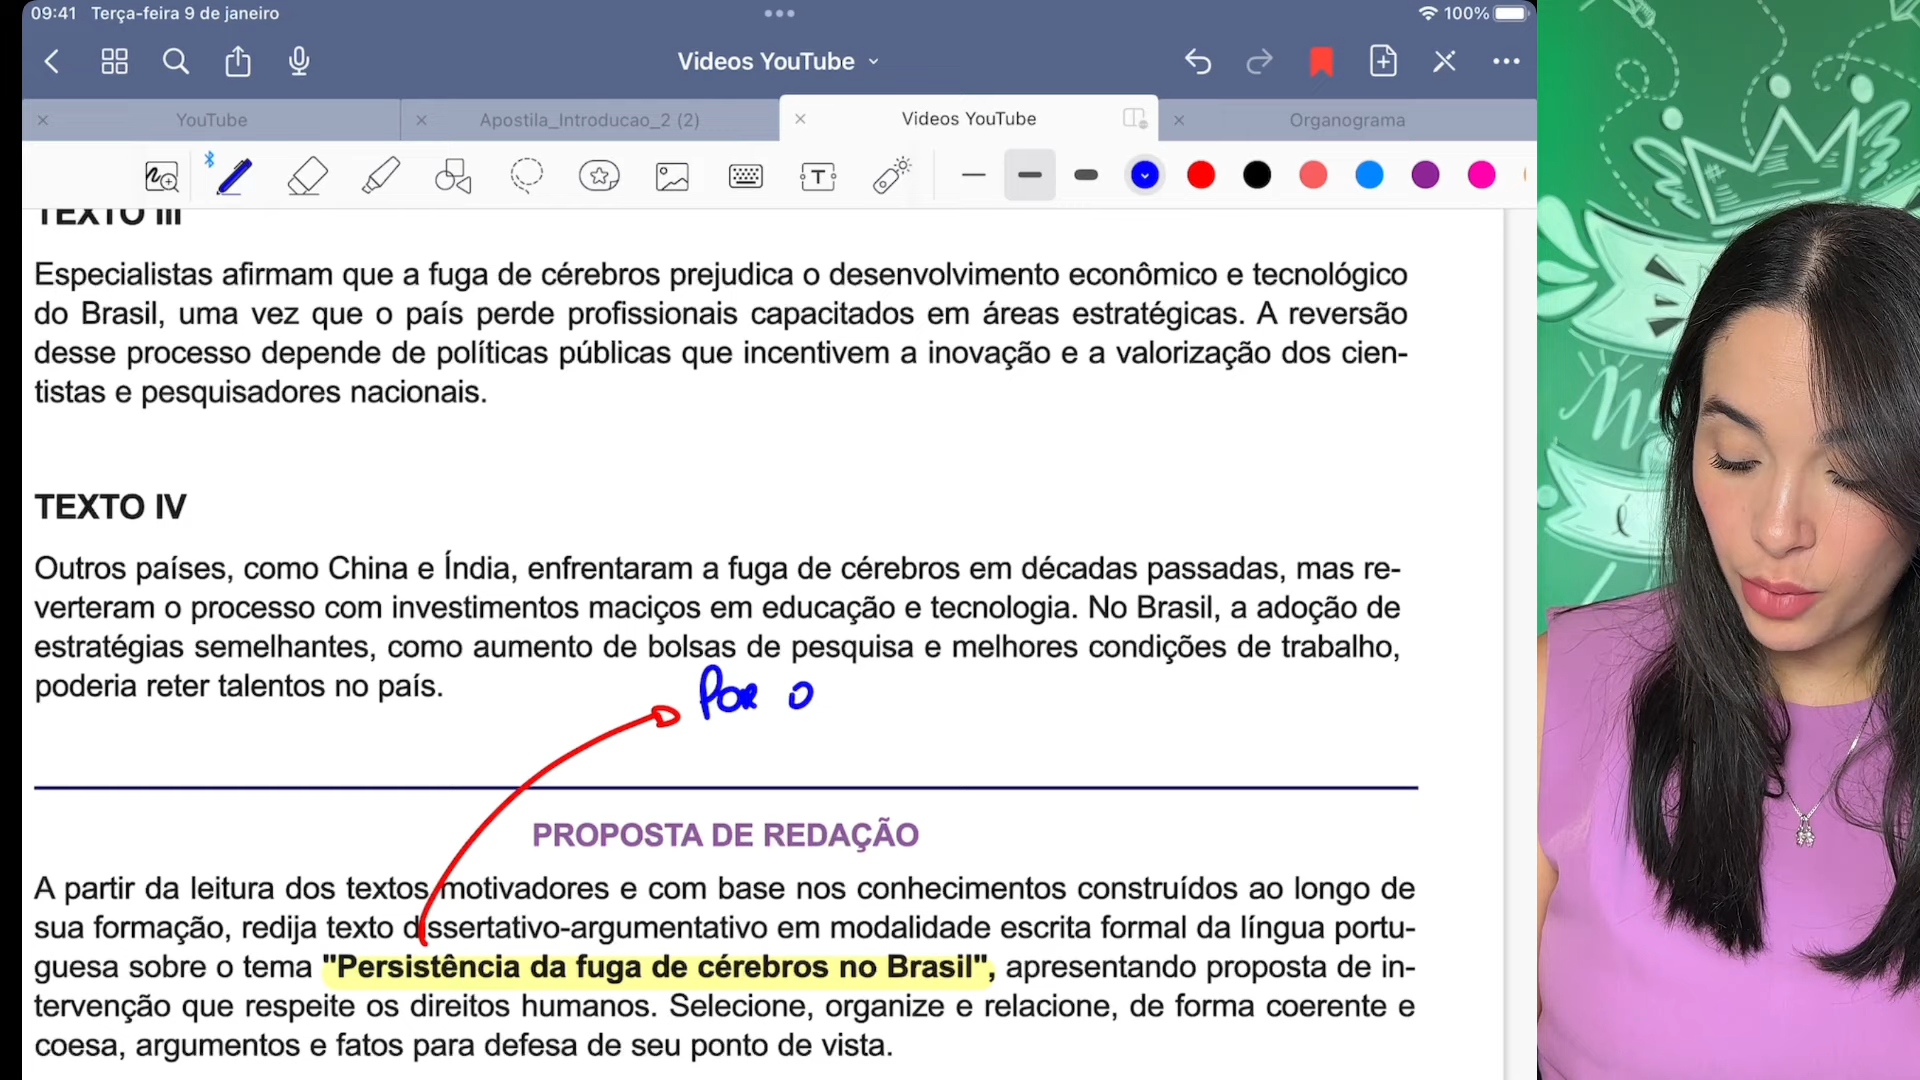 09:41 Terça-feira 9 de janeiro
100%
Videos YouTube
YouTube
Apostila_Introducao_2 (2)
Videos YouTube
Organograma
T
TEXTO III
Especialistas afirmam que a fuga de cérebros prejudica o desenvolvimento econômico e tecnológico
do Brasil, uma vez que o país perde profissionais capacitados em áreas estratégicas. A reversão
desse processo depende de políticas públicas que incentivem a inovação e a valorização dos cien-
tistas e pesquisadores nacionais.
TEXTO IV
Outros países, como China e Índia, enfrentaram a fuga de cérebros em décadas passadas, mas re-
verteram o processo com investimentos maciços em educação e tecnologia. No Brasil, a adoção de
estratégias semelhantes, como aumento de bolsas de pesquisa e melhores condições de trabalho,
poderia reter talentos no país.
Por o
PROPOSTA DE REDAÇÃO
A partir da leitura dos textos motivadores e com base nos conhecimentos construídos ao longo de
sua formação, redija texto dissertativo-argumentativo em modalidade escrita formal da língua portu-
guesa sobre o tema "Persistência da fuga de cérebros no Brasil", apresentando proposta de in-
tervenção que respeite os direitos humanos. Selecione, organize e relacione, de forma coerente e
coesa, argumentos e fatos para defesa de seu ponto de vista.